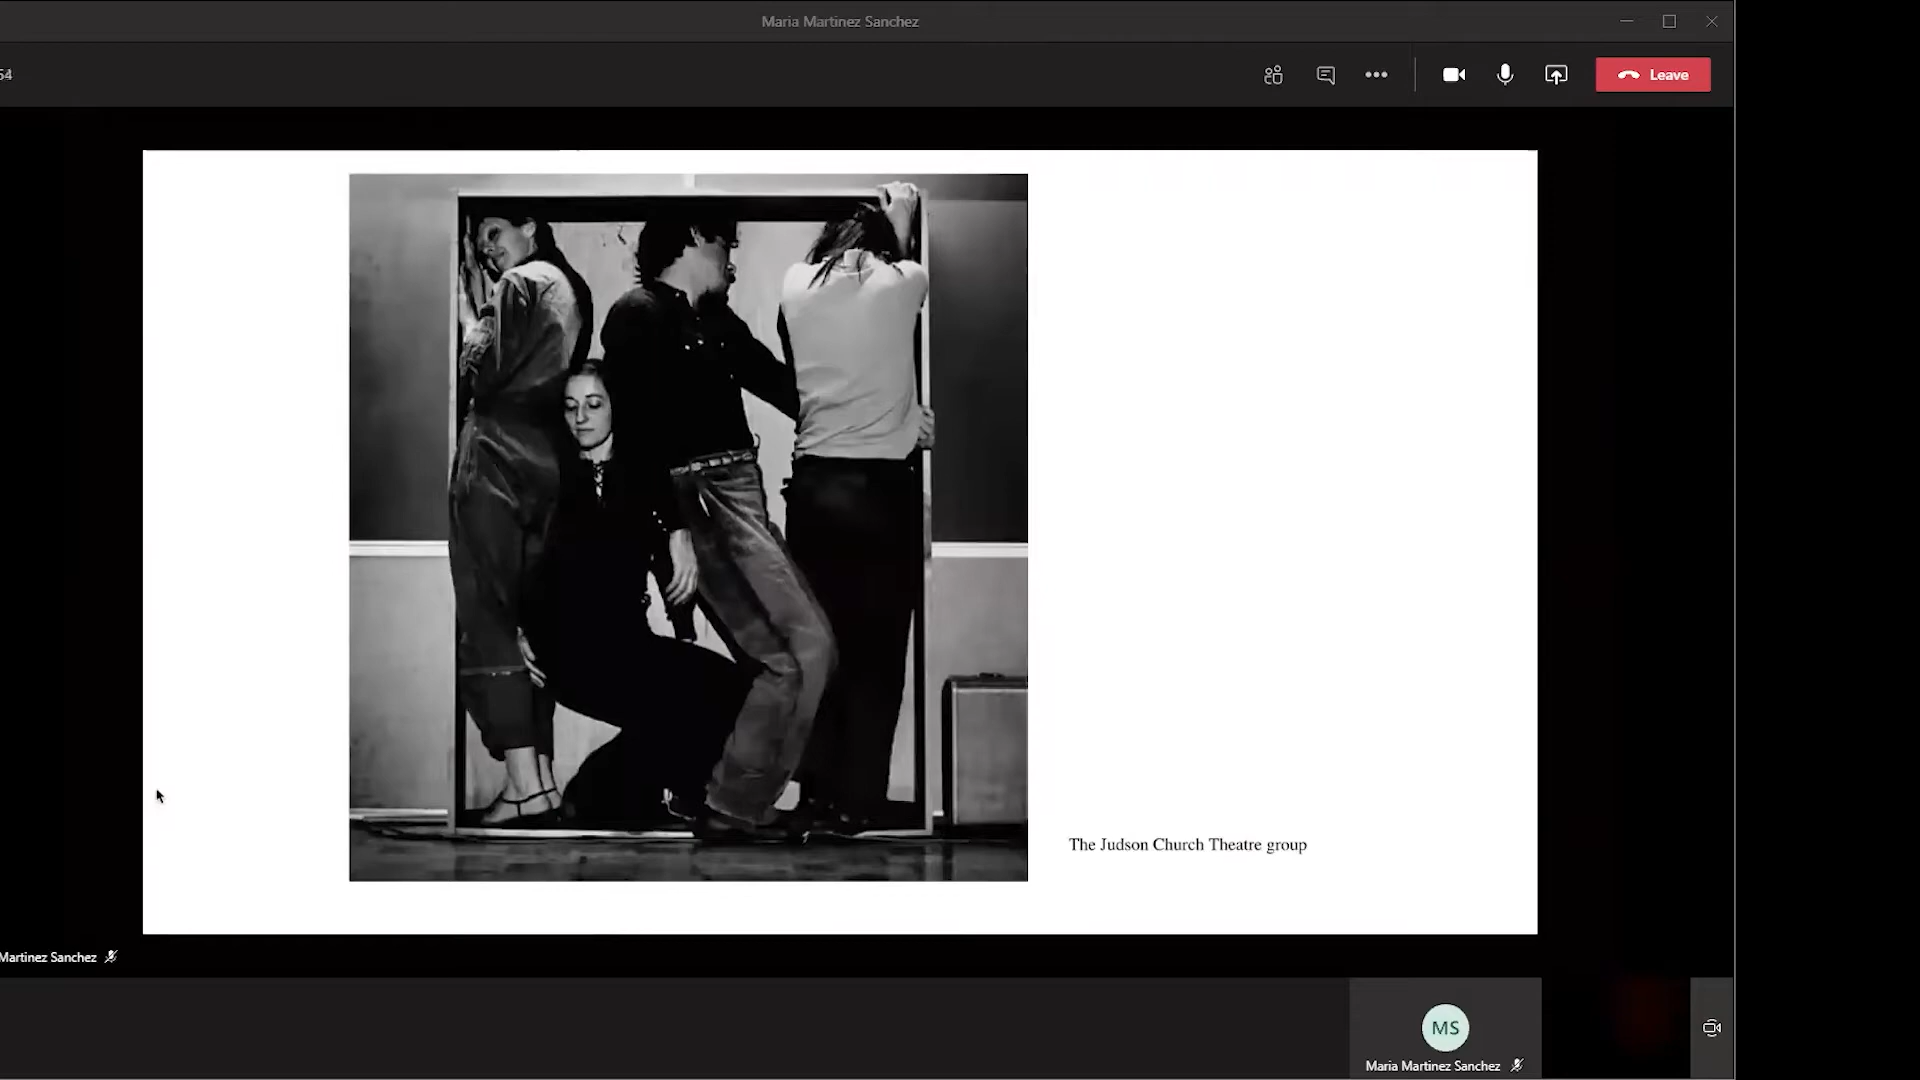 Maria Martinez Sanchez
54
Leave
The Judson Church Theatre group
Martinez Sanchez
MS
Maria Martinez Sanchez